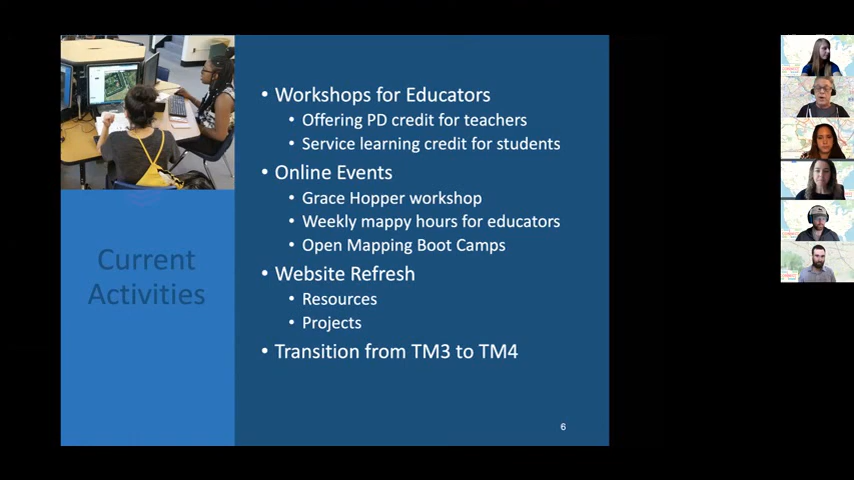 Current
Activities
• Workshops for Educators
• Offering PD credit for teachers
• Service learning credit for students
• Online Events
• Grace Hopper workshop
• Weekly mappy hours for educators
• Open Mapping Boot Camps
• Website Refresh
• Resources
• Projects
• Transition from TM3 to TM4
6